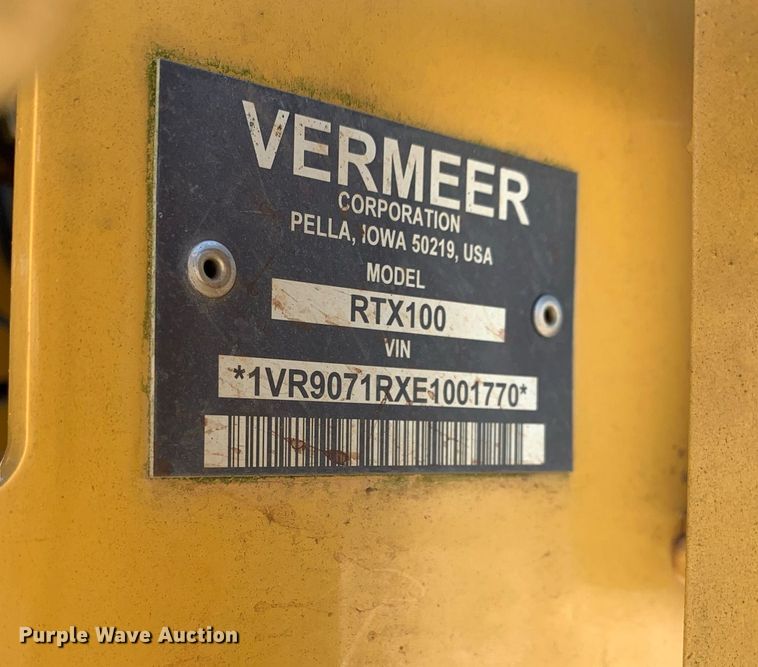 VERMEER
CORPORATION
PELLA, IOWA 50219, USA
MODEL
RTX100
VIN
*1VR9071RXE1001770*
Purple Wave Auction